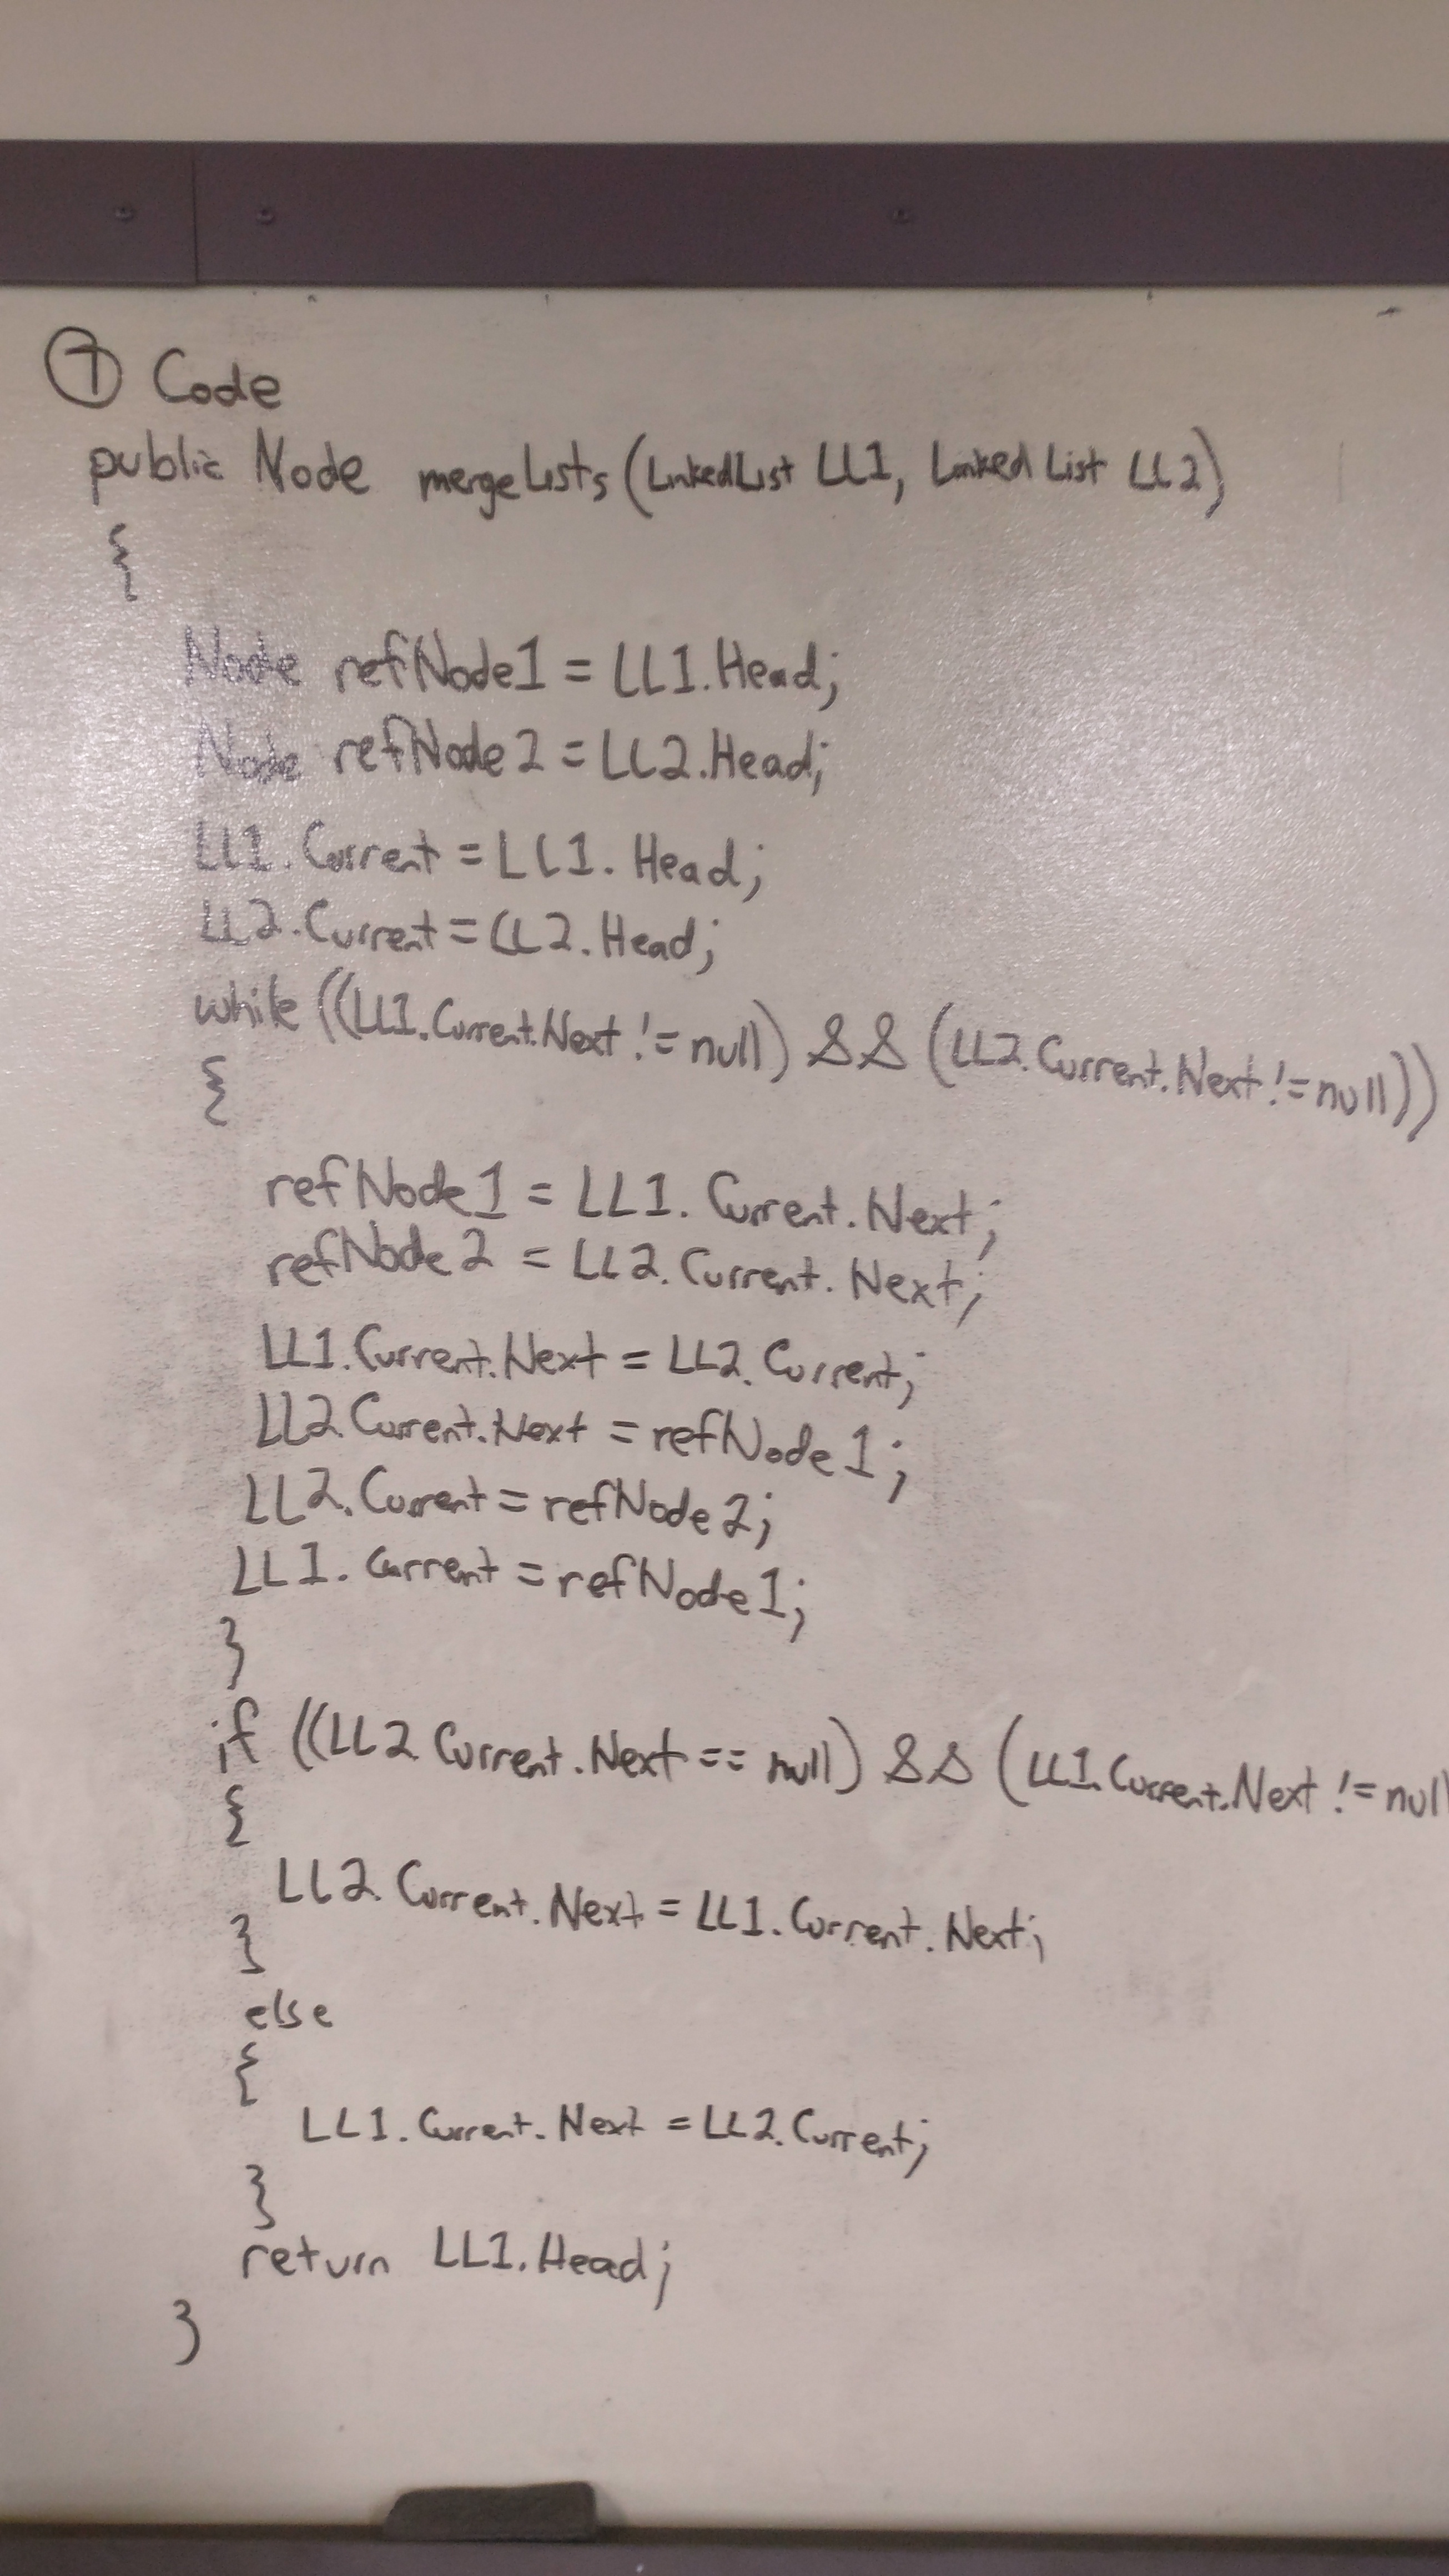 ⑦ Code
public Node mergeLists(LinkedList LL1, Linked List LL2)
{
Node refNode1 = LL1.Head;
Node refNode2 = LL2.Head;
LL1.Current = LL1.Head;
LL2.Current = LL2.Head;
while ((LL1.Current.Next != null) && (LL2.Current.Next != null))
{
refNode1 = LL1.Current.Next;
refNode2 = LL2.Current.Next;
LL1.Current.Next = LL2.Current;
LL2.Current.Next = refNode1;
LL2.Current = refNode2;
LL1.Current = refNode1;
}
if ((LL2.Current.Next == null) && (LL1.Current.Next != null
{
LL2.Current.Next = LL1.Current.Next;
}
else
{
LL1.Current.Next = LL2.Current;
}
return LL1.Head;
}